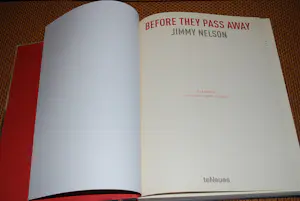 BEFORE THEY PASS AWAY
JIMMY NELSON
teNeues